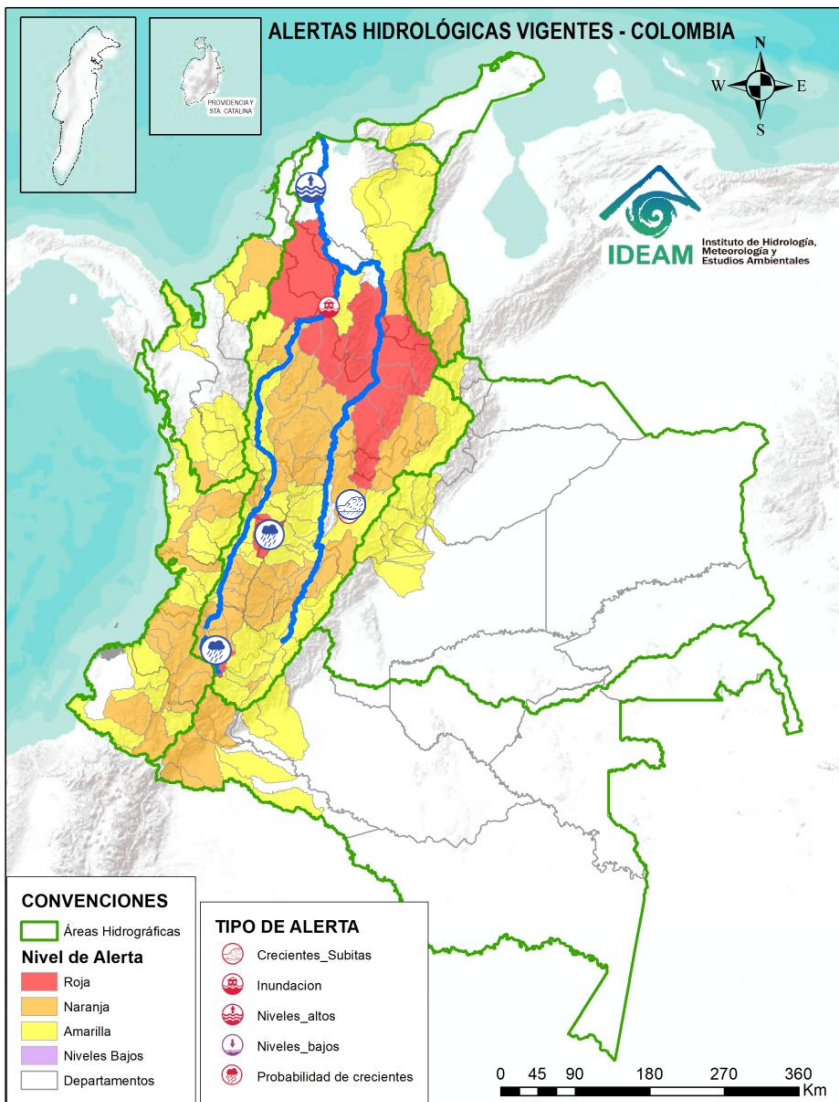 ALERTAS HIDROLÓGICAS VIGENTES - COLOMBIA
PROVIDENCIA Y
STA. CATALINA
N
W
E
S
IDEAM
Instituto de Hidrología,
Meteorología y
Estudios Ambientales
CONVENCIONES
Áreas Hidrográficas
Nivel de Alerta
Roja
Naranja
Amarilla
Niveles Bajos
Departamentos
TIPO DE ALERTA
Crecientes_Subitas
Inundacion
Niveles_altos
Niveles_bajos
Probabilidad de crecientes
0 45 90 180 270 360
Km